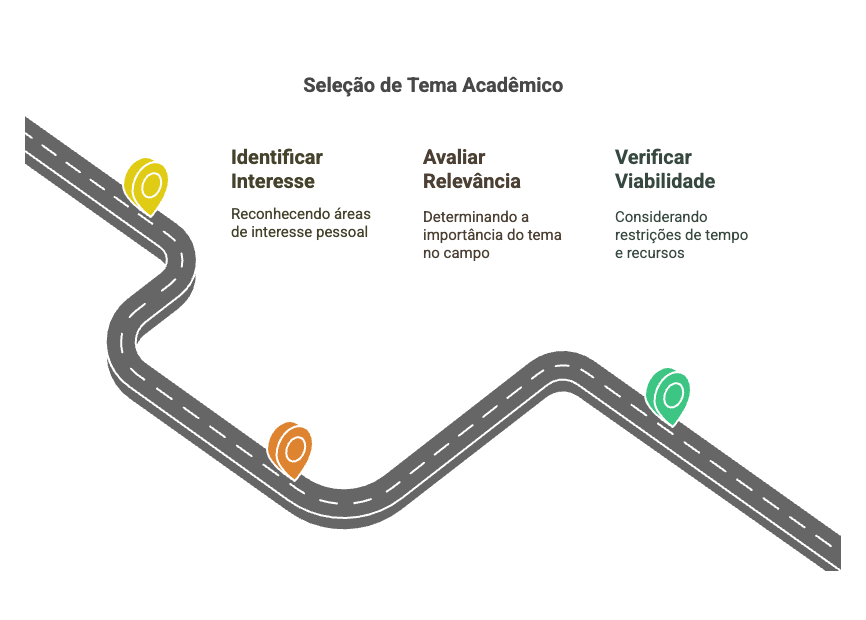 Seleção de Tema Acadêmico
Identificar
Interesse
Reconhecendo áreas
de interesse pessoal
Avaliar
Relevância
Determinando a
importância do tema
no campo
Verificar
Viabilidade
Considerando
restrições de tempo
e recursos